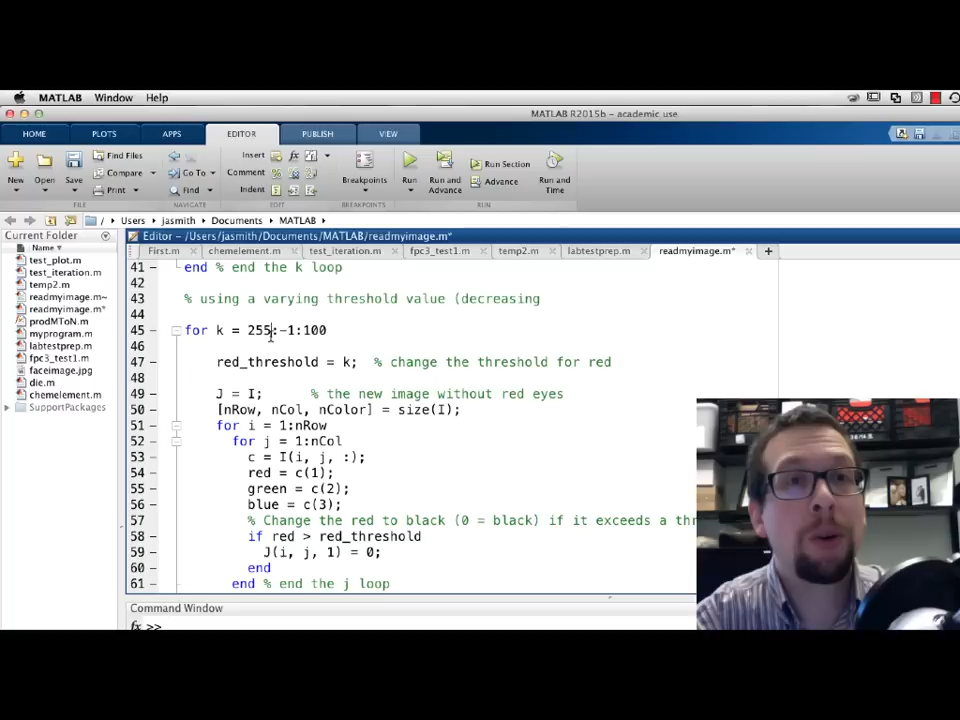 MATLAB Window Help
MATLAB R2015b - academic use
HOME PLOTS APPS EDITOR PUBLISH VIEW
New Open Save Find Files Compare Print Insert Comment Indent fx Go To Find Breakpoints Run Run and Advance Run Section Advance Run and Time
FILE NAVIGATE EDIT BREAKPOINTS RUN
/ Users jasmith Documents MATLAB
Current Folder
Name
test_plot.m
test_iteration.m
temp2.m
readmyimage.m~
readmyimage.m*
prodMToN.m
myprogram.m
fpc3_test1.m
faceimage.jpg
die.m
chemelement.m
SupportPackages
Editor - /Users/jasmith/Documents/MATLAB/readmyimage.m*
First.m chemelement.m test_iteration.m fpc3_test1.m temp2.m labtestprep.m readmyimage.m* +
41 – end % end the k loop
42
43 % using a varying threshold value (decreasing
44
45 – for k = 255:-1:100
46
47 – red_threshold = k; % change the threshold for red
48
49 – J = I; % the new image without red eyes
50 – [nRow, nCol, nColor] = size(I);
51 – for i = 1:nRow
52 – for j = 1:nCol
53 – c = I(i, j, :);
54 – red = c(1);
55 – green = c(2);
56 – blue = c(3);
57 % Change the red to black (0 = black) if it exceeds a thr
58 – if red > red_threshold
59 – J(i, j, 1) = 0;
60 – end
61 – end % end the j loop
Command Window
fx >>